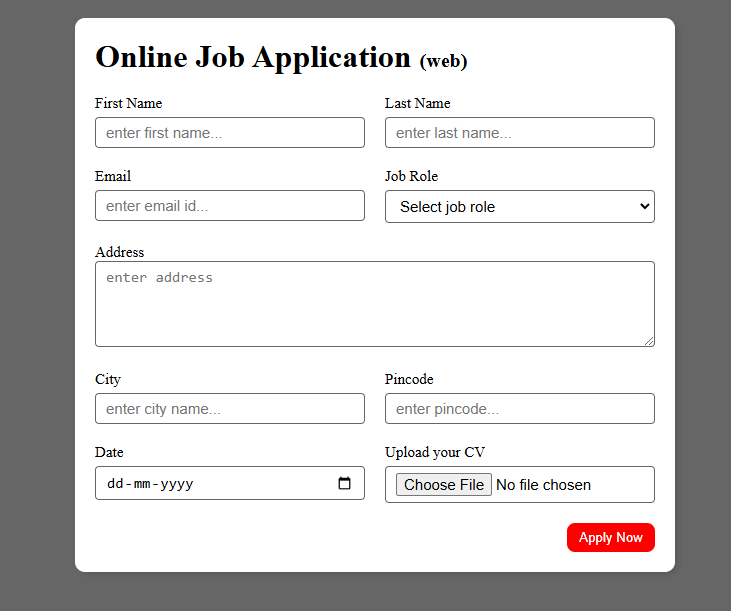 Online Job Application (web)
First Name Last Name
enter first name... enter last name...
Email Job Role
enter email id... Select job role
Address
enter address
City Pincode
enter city name... enter pincode...
Date Upload your CV
dd-mm-yyyy Choose File No file chosen
Apply Now